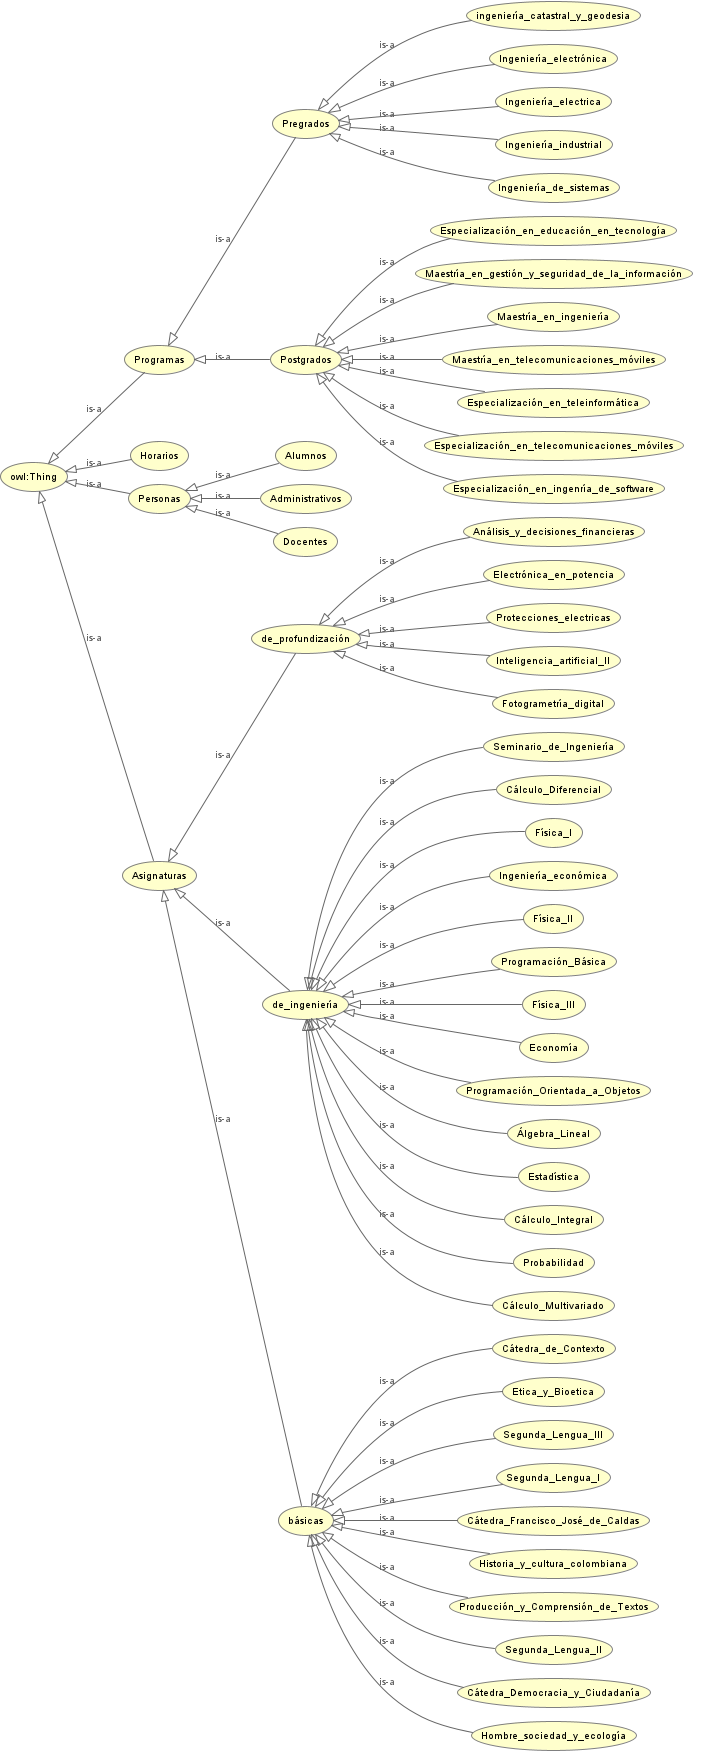 ingeniería_catastral_y_geodesia
is-a
Ingeniería_electrónica
is-a
Ingeniería_electrica
Pregrados
is-a
is-a
Ingeniería_industrial
is-a
Ingeniería_de_sistemas
Especialización_en_educación_en_tecnología
is-a
is-a
Maestría_en_gestión_y_seguridad_de_la_información
is-a
Maestría_en_ingeniería
is-a
Programas
is-a
Postgrados
is-a
Maestría_en_telecomunicaciones_móviles
is-a
Especialización_en_teleinformática
is-a
is-a
Especialización_en_telecomunicaciones_móviles
is-a
Horarios
Alumnos
is-a
owl:Thing
is-a
is-a
Especialización_en_ingenría_de_software
Personas
is-a
Administrativos
is-a
Análisis_y_decisiones_financieras
Docentes
is-a
Electrónica_en_potencia
is-a
Protecciones_electricas
is-a
is-a
de_profundización
is-a
Inteligencia_artificial_II
is-a
Fotogrametría_digital
Seminario_de_Ingeniería
is-a
is-a
Cálculo_Diferencial
is-a
Física_I
is-a
Asignaturas
Ingeniería_económica
is-a
Física_II
is-a
is-a
Programación_Básica
is-a
de_ingeniería
is-a
Física_III
is-a
Economía
is-a
Programación_Orientada_a_Objetos
is-a
is-a
Álgebra_Lineal
is-a
is-a
Estadística
is-a
Cálculo_Integral
is-a
Probabilidad
is-a
Cálculo_Multivariado
Cátedra_de_Contexto
is-a
Etica_y_Bioetica
is-a
Segunda_Lengua_III
is-a
Segunda_Lengua_I
is-a
básicas
is-a
Cátedra_Francisco_José_de_Caldas
is-a
Historia_y_cultura_colombiana
is-a
is-a
Producción_y_Comprensión_de_Textos
is-a
Segunda_Lengua_II
is-a
Cátedra_Democracia_y_Ciudadanía
Hombre_sociedad_y_ecología